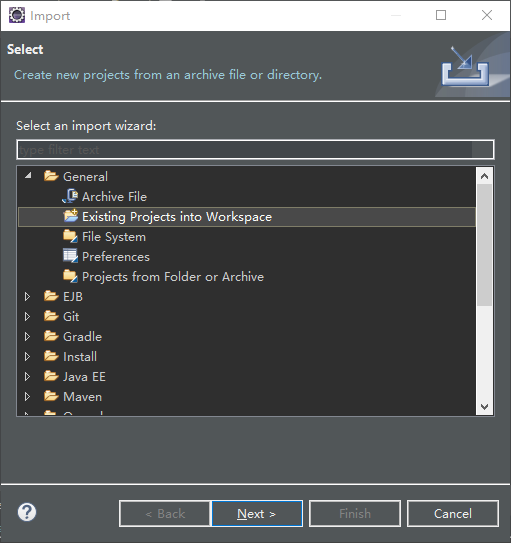 Import
Select
Create new projects from an archive file or directory.
Select an import wizard:
type filter text
General
Archive File
Existing Projects into Workspace
File System
Preferences
Projects from Folder or Archive
EJB
Git
Gradle
Install
Java EE
Maven
?
< Back
Next >
Finish
Cancel